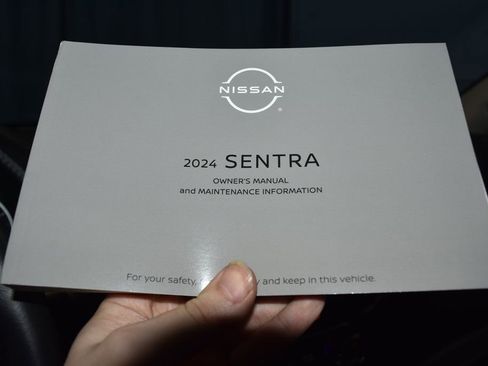 NISSAN
2024 SENTRA
OWNER'S MANUAL
and MAINTENANCE INFORMATION
For your safety, and keep in this vehicle.